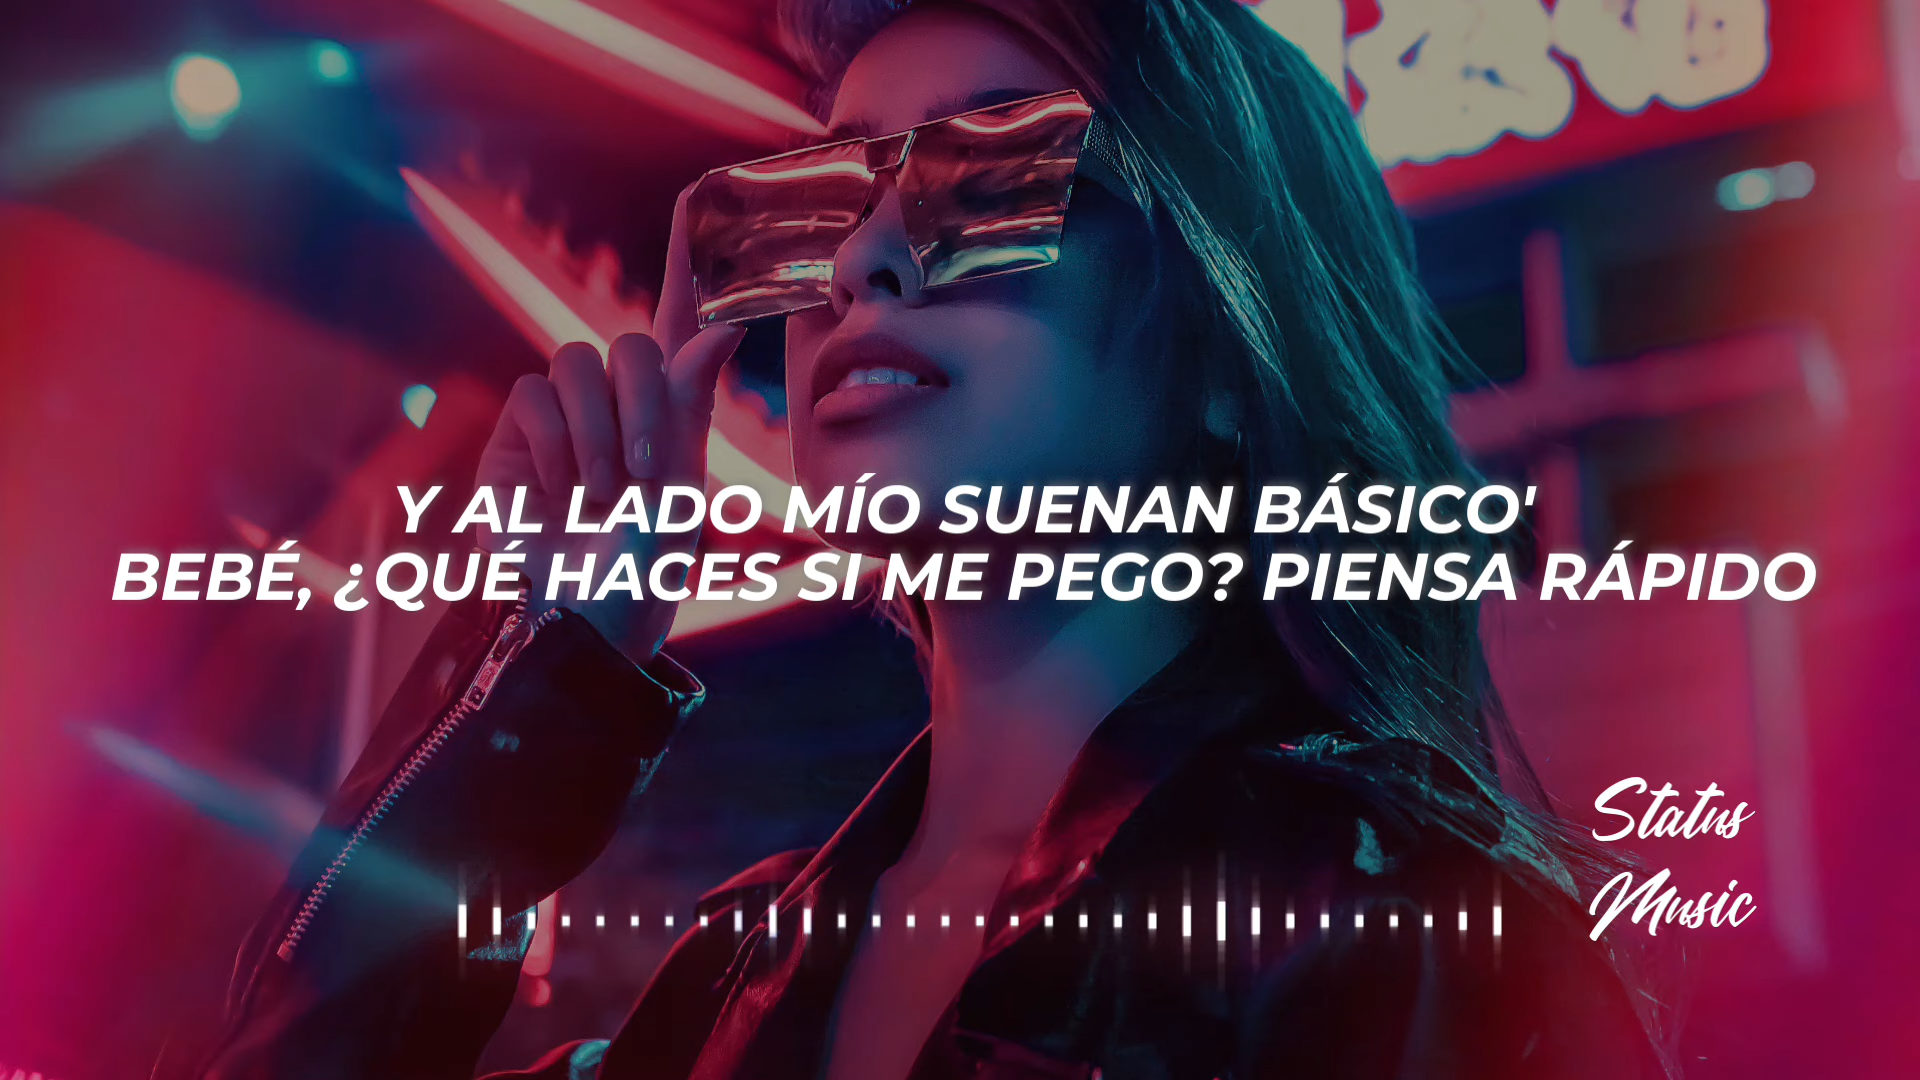 Y AL LADO MÍO SUENAN BÁSICO'
BEBÉ, ¿QUÉ HACES SI ME PEGO? PIENSA RÁPIDO
Status
Music